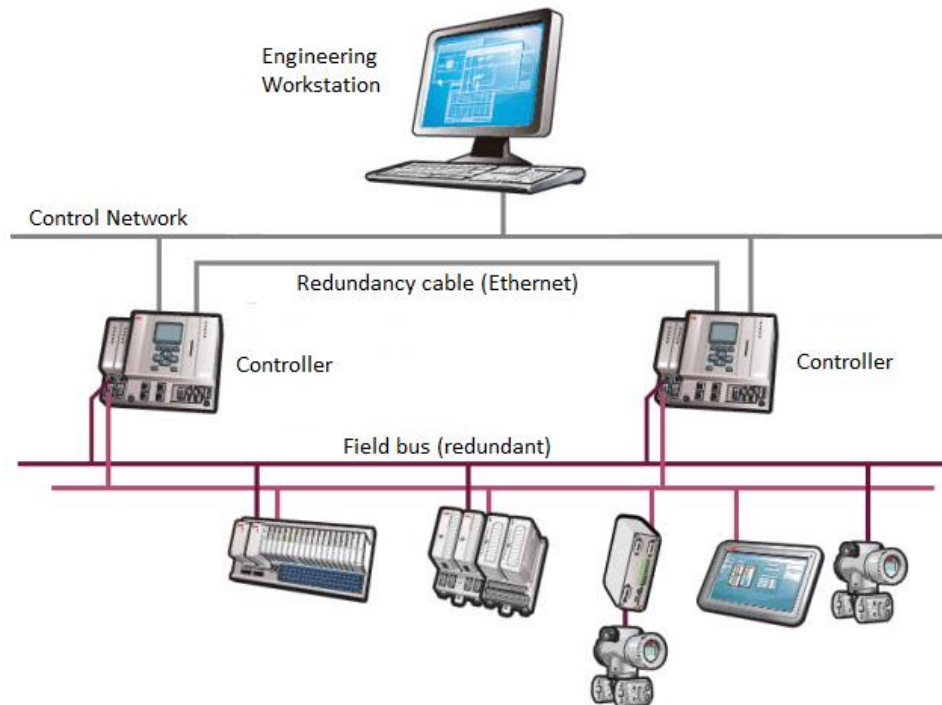 Engineering
Workstation
Control Network
Redundancy cable (Ethernet)
Controller
Controller
Field bus (redundant)